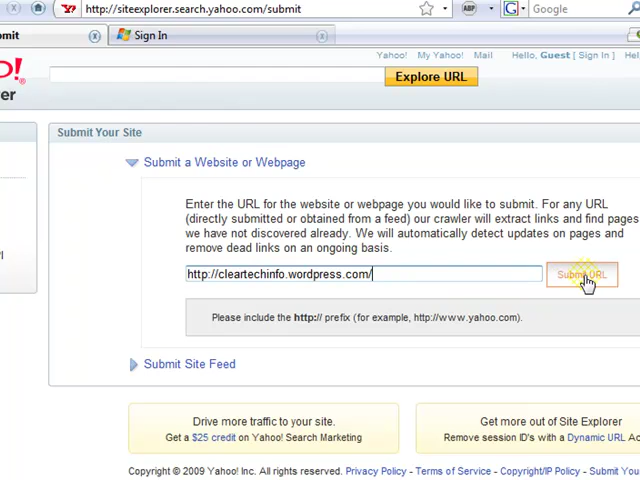 http://siteexplorer.search.yahoo.com/submit
ABP
G
Google
mit
Sign In
Yahoo! My Yahoo! Mail Hello, Guest [ Sign In ] Hel
O!
er
Explore URL
Submit Your Site
Submit a Website or Webpage
Enter the URL for the website or webpage you would like to submit. For any URL
(directly submitted or obtained from a feed) our crawler will extract links and find pages
we have not discovered already. We will automatically detect updates on pages and
remove dead links on an ongoing basis.
http://cleartechinfo.wordpress.com/
Submit URL
Please include the http:// prefix (for example, http://www.yahoo.com).
Submit Site Feed
Drive more traffic to your site.
Get a $25 credit on Yahoo! Search Marketing
Get more out of Site Explorer
Remove session ID's with a Dynamic URL Ac
Copyright © 2009 Yahoo! Inc. All rights reserved. Privacy Policy - Terms of Service - Copyright/IP Policy - Submit You